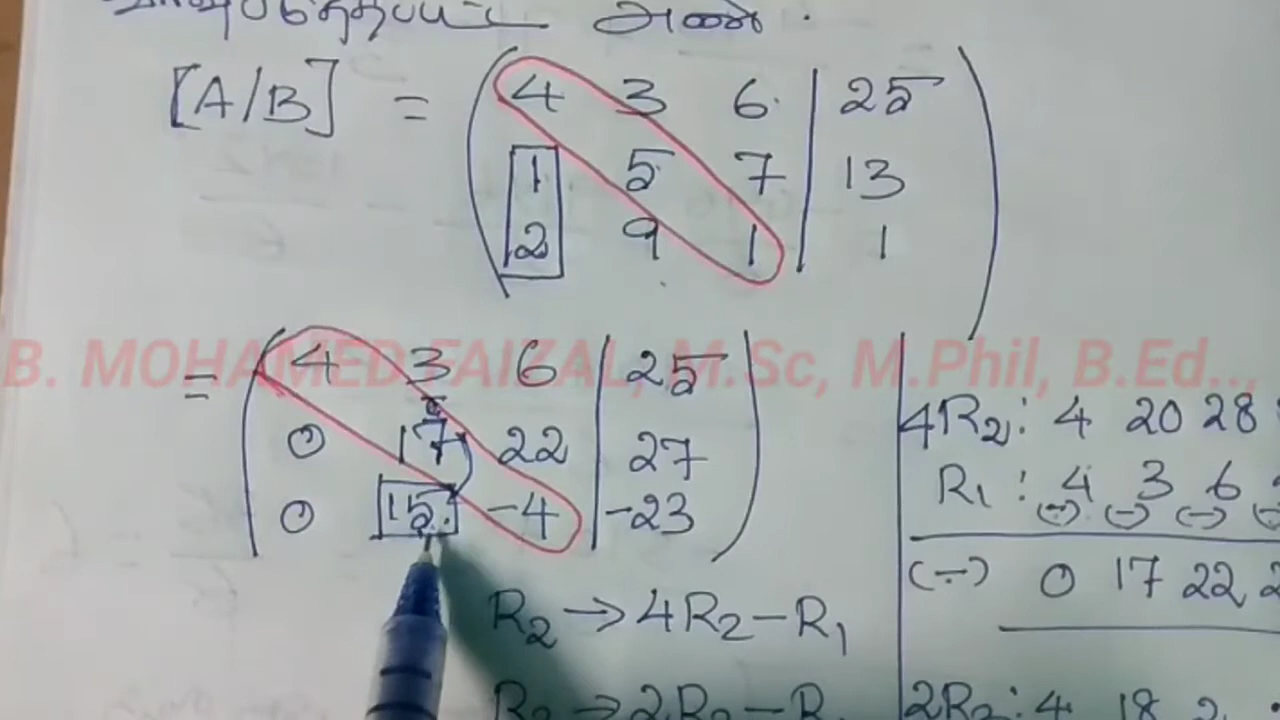 அணி.
[A/B] = ( 4 3 6 | 25
1 5 7 | 13
2 9 1 | 1 )
B. MOHAMED FAIZAL, M.Sc, M.Phil, B.Ed..,
= ( 4 3 6 | 25
0 17 22 | 27
0 15 -4 | -23 )
4R₂: 4 20 28
R₁: 4 3 6
(-) (-) (-)
(-) 0 17 22
R₂ → 4R₂ - R₁
2R₃: 4 18 2